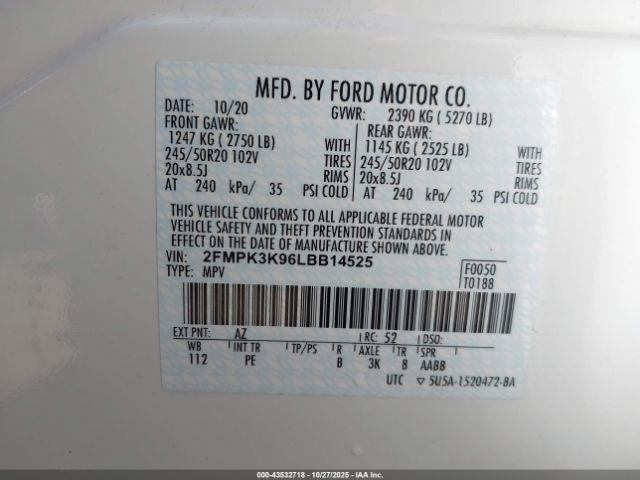 MFD. BY FORD MOTOR CO.
DATE: 10/20 GVWR: 2390 KG ( 5270 LB)
FRONT GAWR: REAR GAWR:
1247 KG ( 2750 LB) WITH 1145 KG ( 2525 LB) WITH
245/50R20 102V TIRES 245/50R20 102V TIRES
20x8.5J RIMS 20x8.5J RIMS
AT 240 kPa/ 35 PSI COLD AT 240 kPa/ 35 PSI COLD
THIS VEHICLE CONFORMS TO ALL APPLICABLE FEDERAL MOTOR
VEHICLE SAFETY AND THEFT PREVENTION STANDARDS IN
EFFECT ON THE DATE OF MANUFACTURE SHOWN ABOVE.
VIN: 2FMPK3K96LBB14525 F0050
TYPE: MPV T0188
EXT PNT: AZ RC: 52 DSO:
WB INT TR TP/PS R AXLE TR SPR
112 PE B 3K 8 AABB
UTC ▽ 5U5A-1520472-BA
000-43532718 | 10/27/2025 - Copyright IAA, Inc.